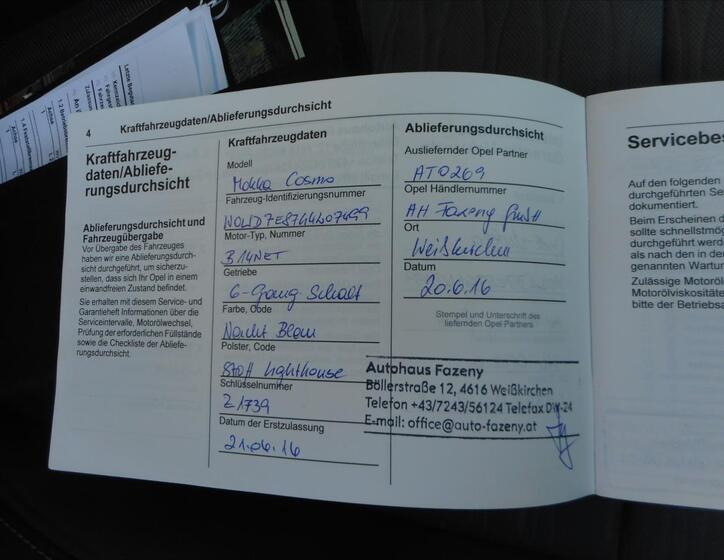 4 Kraftfahrzeugdaten/Ablieferungsdurchsicht
Kraftfahrzeug-
daten/Abliefe-
rungsdurchsicht
Ablieferungsdurchsicht und
Fahrzeugübergabe
Vor Übergabe des Fahrzeuges
haben wir eine Ablieferungsdurch-
sicht durchgeführt, um sicherzu-
stellen, dass sich Ihr Opel in einem
einwandfreien Zustand befindet.
Sie erhalten mit diesem Service- und
Garantieheft Informationen über die
Serviceintervalle, Motorölwechsel,
Prüfung der erforderlichen Füllstände
sowie die Checkliste der Abliefe-
rungsdurchsicht.
Kraftfahrzeugdaten
Modell
Mokka Cosmo
Fahrzeug-Identifizierungsnummer
Motor-Typ, Nummer
B14NET
Getriebe
6-Gang Schalt
Farbe, Code
Nacht Blau
Polster, Code
Lighthouse
Schlüsselnummer
Z1739
Datum der Erstzulassung
21.06.16
Ablieferungsdurchsicht
Ausliefernder Opel Partner
AT0269
Opel Händlernummer
AH Fazeny GmbH
Ort
Weißkirchen
Datum
20.6.16
Stempel und Unterschrift des
liefernden Opel Partners
Autohaus Fazeny
Böllerstraße 12, 4616 Weißkirchen
Telefon +43/7243/56124 Telefax DW-24
E-mail: office@auto-fazeny.at
Servicebes
Auf den folgenden
durchgeführten Se
dokumentiert.
Beim Erscheinen d
sollte schnellstmög
durchgeführt werd
als nach den in de
genannten Wartun
Zulässige Motoröl
Motorölviskositäte
bitte der Betriebsa